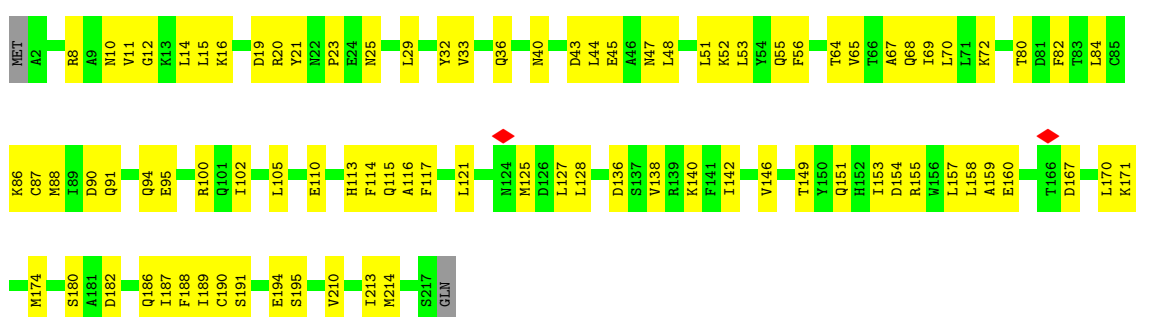 MET A2 R8 A9 N10 V11 G12 K13 L14 L15 K16 D19 R20 Y21 N22 P23 E24 N25 L29 Y32 V33 Q36 N40 D43 L44 E45 A46 N47 L48 L51 K52 L53 Y54 Q55 F56 T64 V65 T66 A67 Q68 I69 L70 L71 K72 T80 D81 F82 T83 L84 C85
K86 C87 M88 I89 D90 Q91 Q94 E95 R100 Q101 I102 L105 E110 H113 F114 Q115 A116 F117 L121 N124 M125 D126 L127 L128 D136 S137 V138 R139 K140 F141 I142 V146 T149 Y150 Q151 H152 I153 D154 R155 W156 L157 L158 A159 E160 T166 D167 L170 K171
M174 S180 A181 D182 Q186 I187 F188 I189 C190 S191 E194 S195 V210 I213 M214 S217 GLN